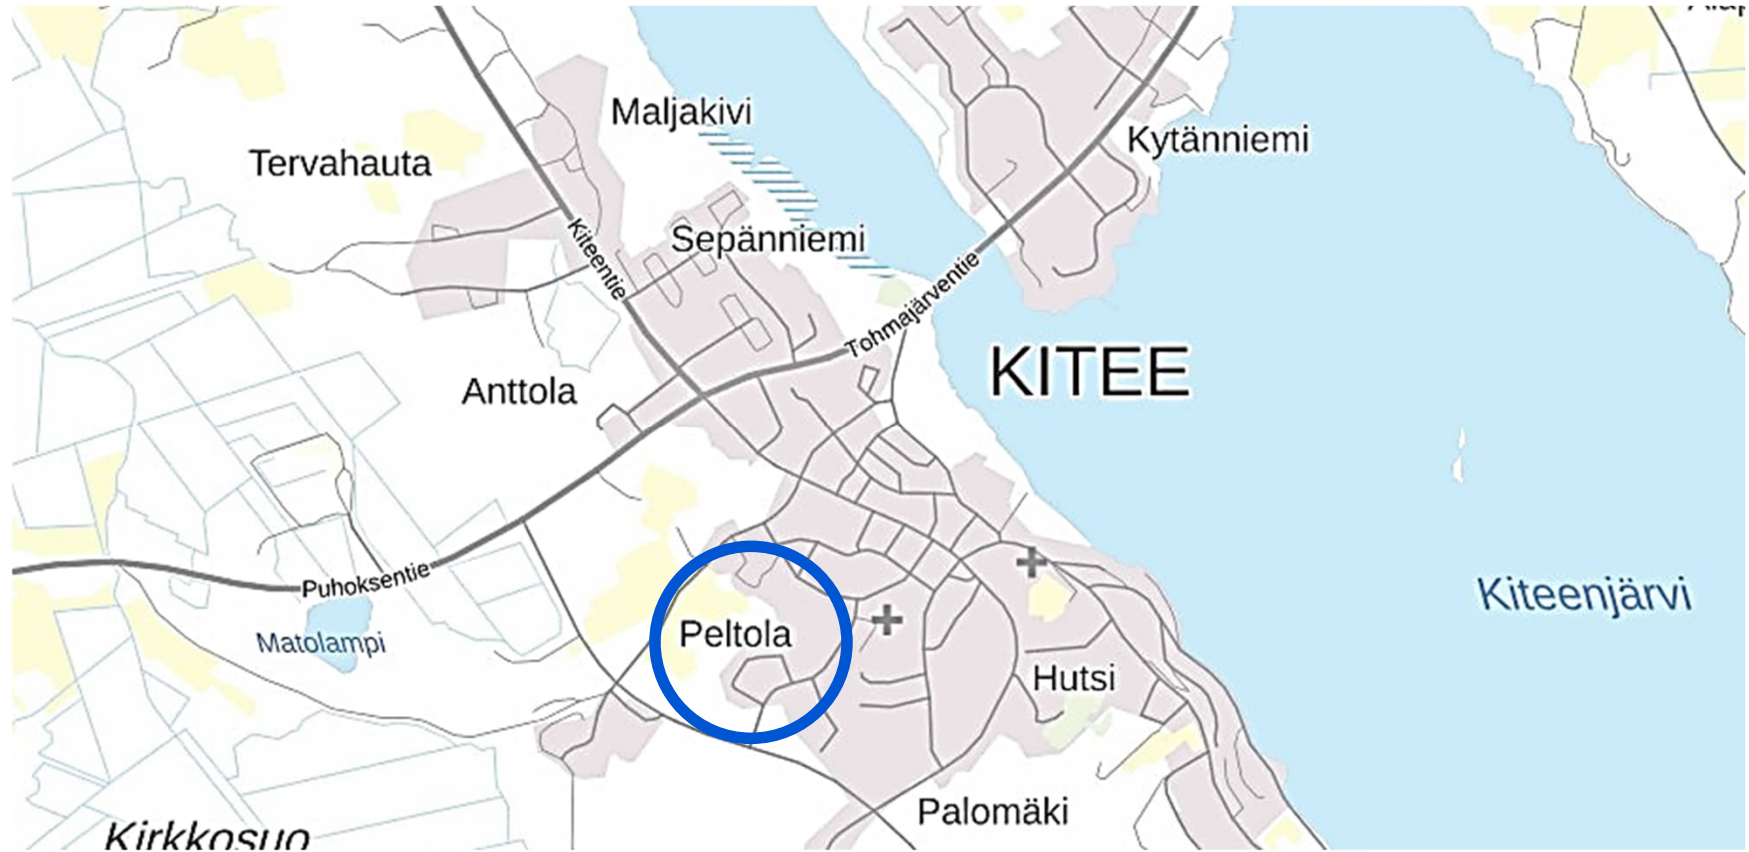 Maljakivi
Kytänniemi
Tervahauta
Kiteentie
Sepänniemi
Tohmajärventie
KITEE
Anttola
Puhoksentie
Kiteenjärvi
Matolampi
Peltola
Hutsi
Palomäki
Kirkkosuo